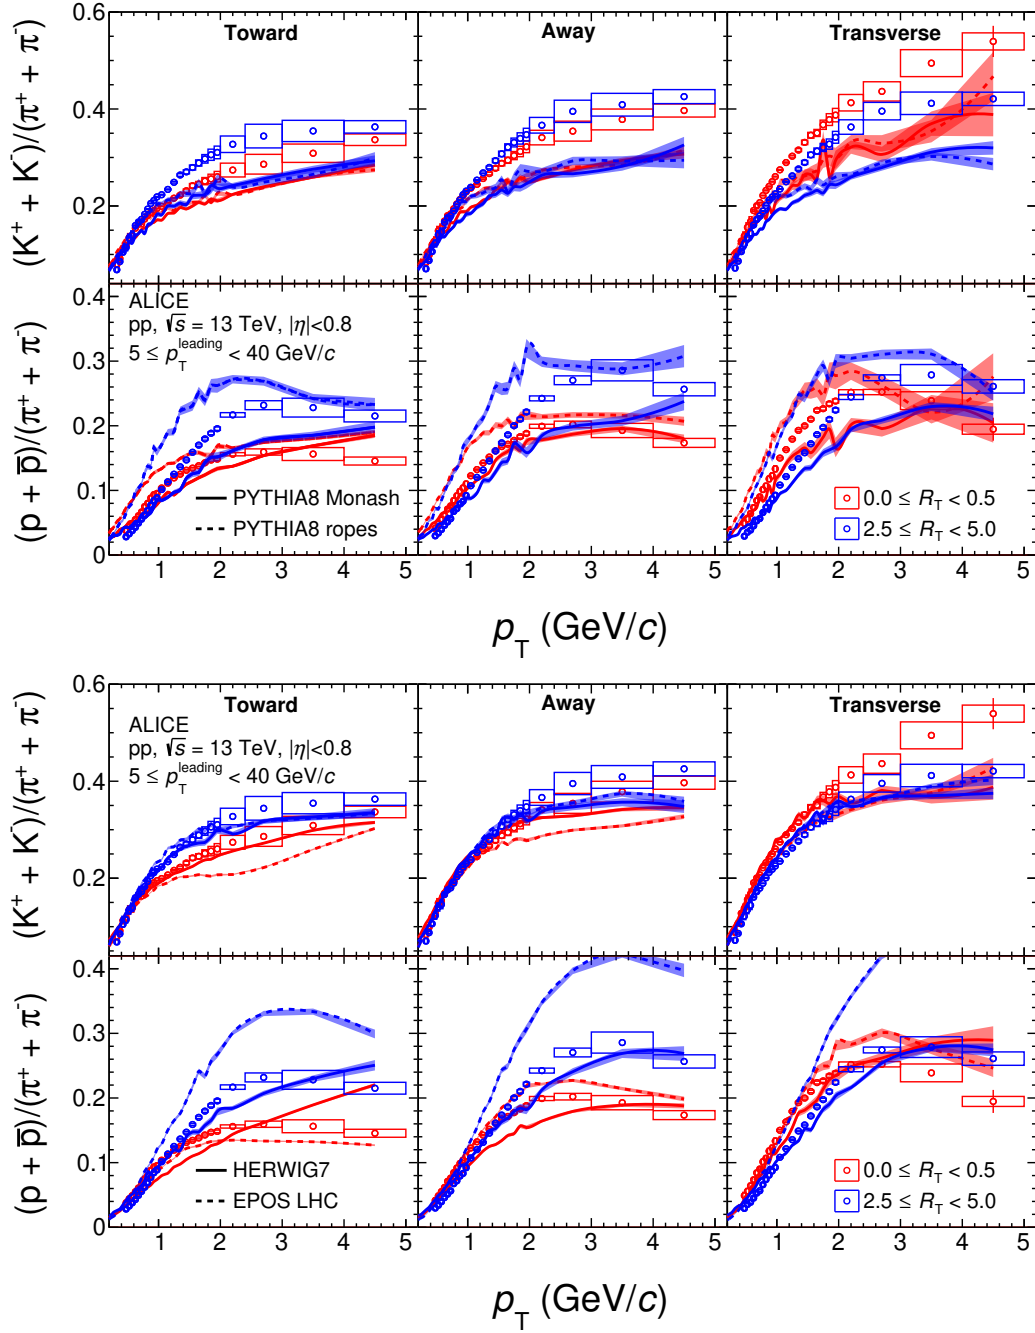 Toward
Away
Transverse
(K⁺ + K⁻)/(π⁺ + π⁻)
0.6
0.4
0.2
ALICE
pp, √s = 13 TeV, |η|<0.8
5 ≤ p_T^leading < 40 GeV/c
(p + p̅)/(π⁺ + π⁻)
0.4
0.3
0.2
0.1
0
PYTHIA8 Monash
PYTHIA8 ropes
0.0 ≤ R_T < 0.5
2.5 ≤ R_T < 5.0
1 2 3 4 5 1 2 3 4 5 1 2 3 4 5
p_T (GeV/c)
Toward
Away
Transverse
ALICE
pp, √s = 13 TeV, |η|<0.8
5 ≤ p_T^leading < 40 GeV/c
(K⁺ + K⁻)/(π⁺ + π⁻)
0.6
0.4
0.2
(p + p̅)/(π⁺ + π⁻)
0.4
0.3
0.2
0.1
0
HERWIG7
EPOS LHC
0.0 ≤ R_T < 0.5
2.5 ≤ R_T < 5.0
1 2 3 4 5 1 2 3 4 5 1 2 3 4 5
p_T (GeV/c)